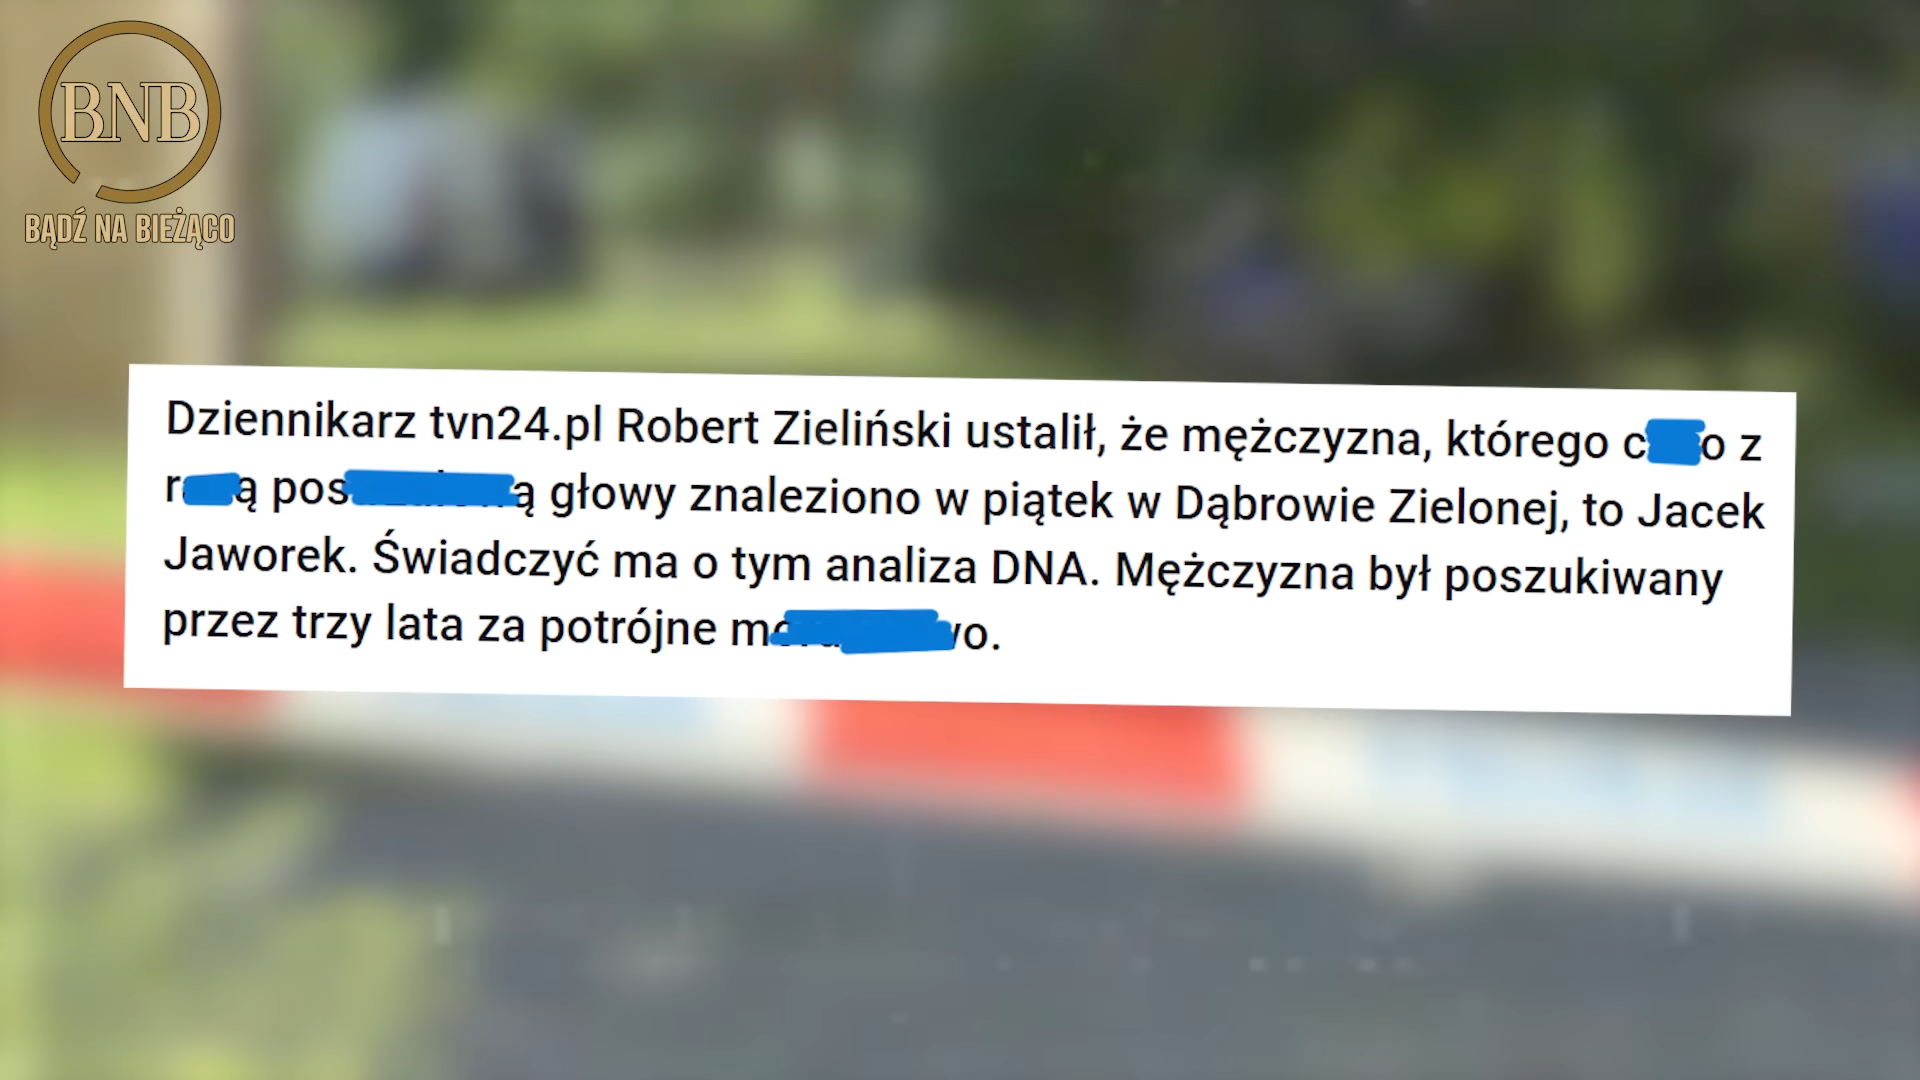 BNB
BĄDŹ NA BIEŻĄCO
Dziennikarz tvn24.pl Robert Zieliński ustalił, że mężczyzna, którego z
głowy znaleziono w piątek w Dąbrowie Zielonej, to Jacek
Jaworek. Świadczyć ma o tym analiza DNA. Mężczyzna był poszukiwany
przez trzy lata za potrójne